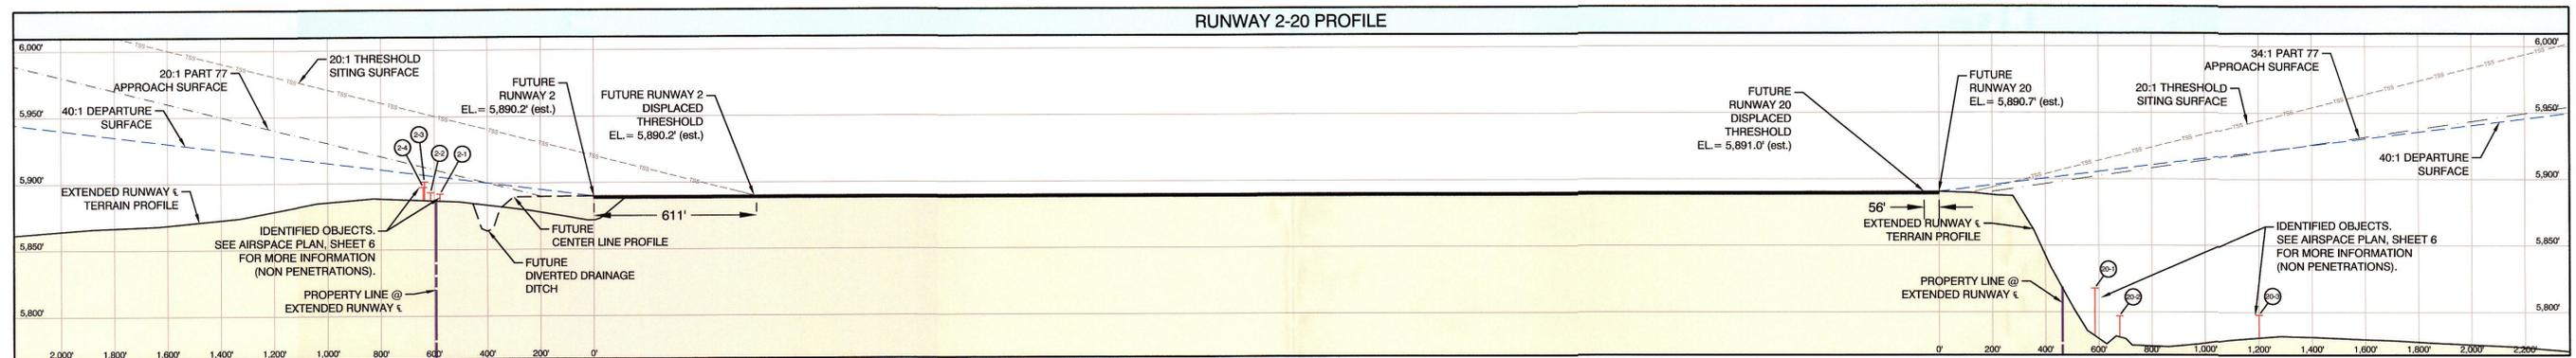 RUNWAY 2-20 PROFILE
6,000'
5,950'
5,900'
5,850'
5,800'
20:1 THRESHOLD
SITING SURFACE
20:1 PART 77
APPROACH SURFACE
40:1 DEPARTURE
SURFACE
EXTENDED RUNWAY ℄
TERRAIN PROFILE
2-4
2-3
2-2
2-1
FUTURE
RUNWAY 2
EL.= 5,890.2' (est.)
FUTURE RUNWAY 2
DISPLACED
THRESHOLD
EL.= 5,890.2' (est.)
611'
IDENTIFIED OBJECTS.
SEE AIRSPACE PLAN, SHEET 6
FOR MORE INFORMATION
(NON PENETRATIONS).
FUTURE
CENTER LINE PROFILE
FUTURE
DIVERTED DRAINAGE
DITCH
PROPERTY LINE @
EXTENDED RUNWAY ℄
2,000' 1,800' 1,600' 1,400' 1,200' 1,000' 800' 600' 400' 200' 0'
FUTURE
RUNWAY 20
DISPLACED
THRESHOLD
EL.= 5,891.0' (est.)
FUTURE
RUNWAY 20
EL.= 5,890.7' (est.)
34:1 PART 77
APPROACH SURFACE
20:1 THRESHOLD
SITING SURFACE
40:1 DEPARTURE
SURFACE
56'
EXTENDED RUNWAY ℄
TERRAIN PROFILE
PROPERTY LINE @
EXTENDED RUNWAY ℄
20-1
20-2
20-3
IDENTIFIED OBJECTS.
SEE AIRSPACE PLAN, SHEET 6
FOR MORE INFORMATION
(NON PENETRATIONS).
6,000'
5,950'
5,900'
5,850'
5,800'
0' 200' 400' 600' 800' 1,000' 1,200' 1,400' 1,600' 1,800' 2,000' 2,200'